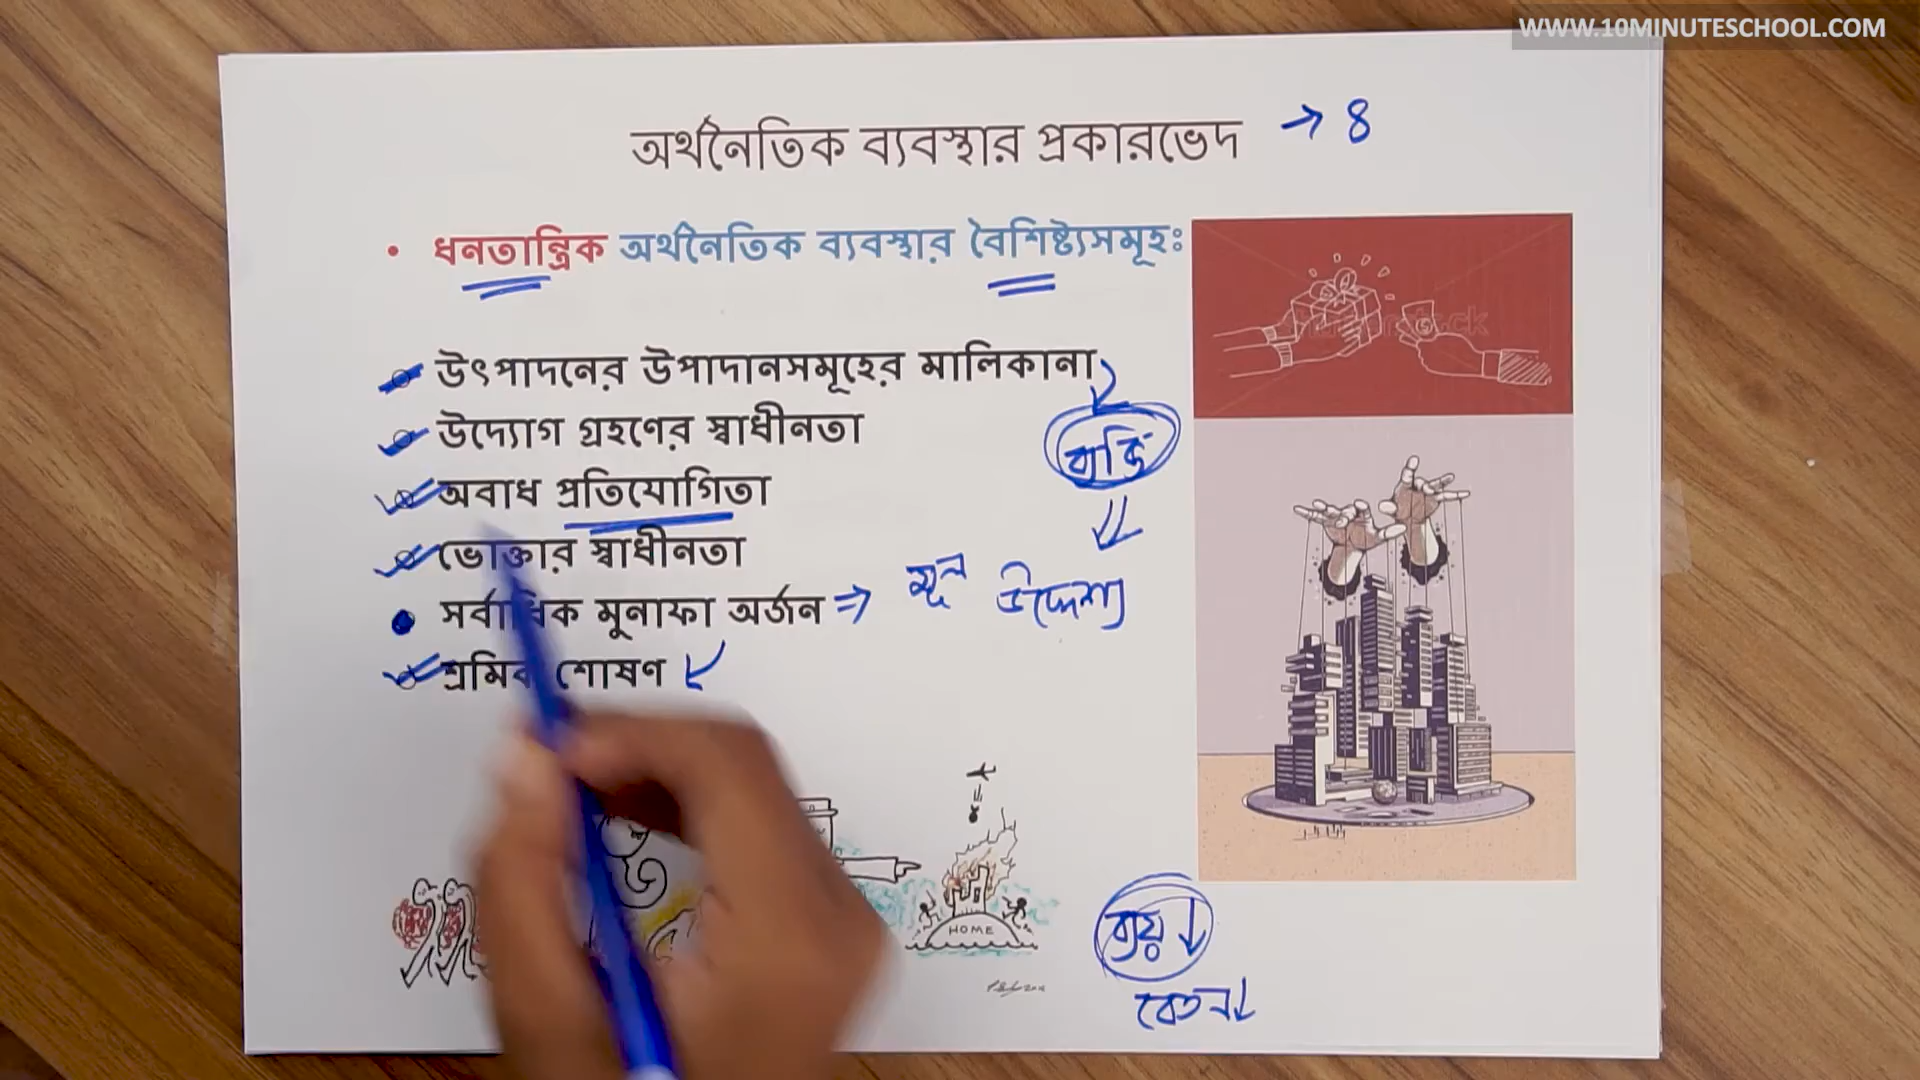 WWW.10MINUTESCHOOL.COM
অর্থনৈতিক ব্যবস্থার প্রকারভেদ → ৪
• ধনতান্ত্রিক অর্থনৈতিক ব্যবস্থার বৈশিষ্ট্যসমূহঃ
উৎপাদনের উপাদানসমূহের মালিকানা
ব্যক্তি
উদ্যোগ গ্রহণের স্বাধীনতা
অবাধ প্রতিযোগিতা
ভোক্তার স্বাধীনতা
সর্বাধিক মুনাফা অর্জন ⇒ মূল উদ্দেশ্য
শ্রমিক শোষণ
HOME
ব্যয় ↓
বেতন ↓